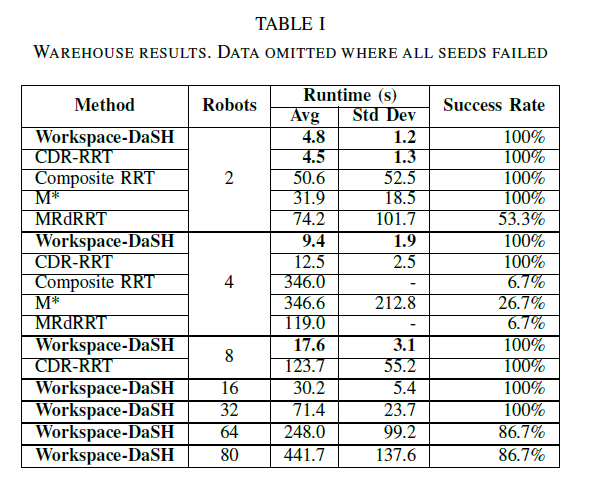 TABLE I
WAREHOUSE RESULTS. DATA OMITTED WHERE ALL SEEDS FAILED
Method Robots Runtime (s) Success Rate
Avg Std Dev
Workspace-DaSH 4.8 1.2 100%
CDR-RRT 4.5 1.3 100%
Composite RRT 2 50.6 52.5 100%
M* 31.9 18.5 100%
MRdRRT 74.2 101.7 53.3%
Workspace-DaSH 9.4 1.9 100%
CDR-RRT 12.5 2.5 100%
Composite RRT 4 346.0 - 6.7%
M* 346.6 212.8 26.7%
MRdRRT 119.0 - 6.7%
Workspace-DaSH 8 17.6 3.1 100%
CDR-RRT 123.7 55.2 100%
Workspace-DaSH 16 30.2 5.4 100%
Workspace-DaSH 32 71.4 23.7 100%
Workspace-DaSH 64 248.0 99.2 86.7%
Workspace-DaSH 80 441.7 137.6 86.7%